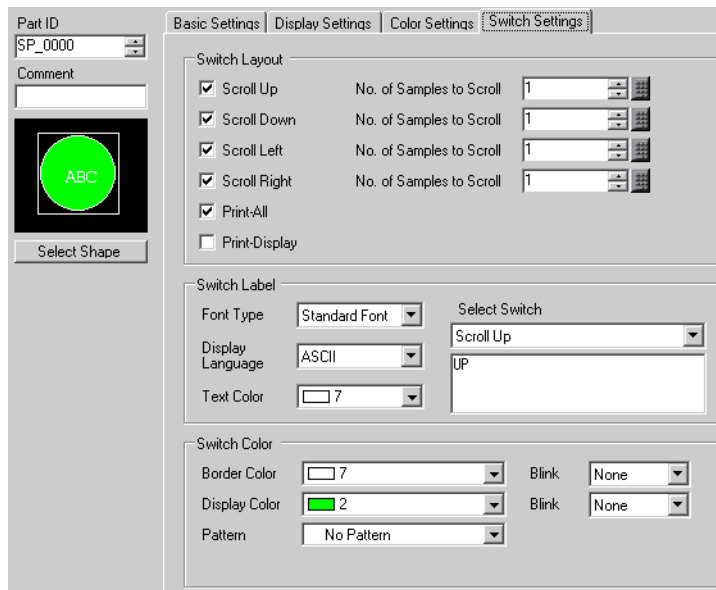 Part ID
SP_0000
Comment
ABC
Select Shape
Basic Settings Display Settings Color Settings Switch Settings
Switch Layout
Scroll Up No. of Samples to Scroll 1
Scroll Down No. of Samples to Scroll 1
Scroll Left No. of Samples to Scroll 1
Scroll Right No. of Samples to Scroll 1
Print-All
Print-Display
Switch Label
Font Type Standard Font
Display Language ASCII
Text Color 7
Select Switch
Scroll Up
UP
Switch Color
Border Color 7 Blink None
Display Color 2 Blink None
Pattern No Pattern